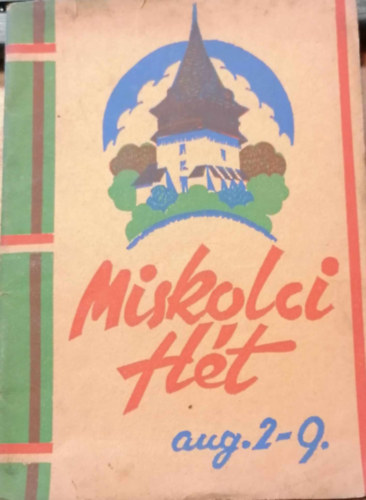 Miskolci
Hét
aug. 2-9.